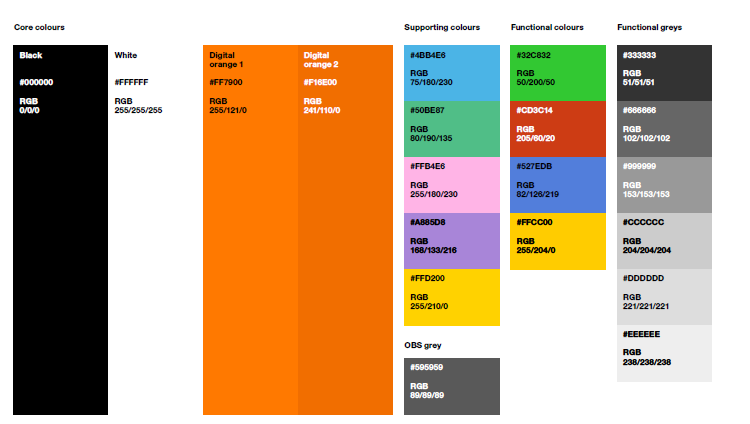 Core colours
Black
#000000
RGB
0/0/0
White
#FFFFFF
RGB
255/255/255
Digital
orange 1
#FF7900
RGB
255/121/0
Digital
orange 2
#F16E00
RGB
241/110/0
Supporting colours
#4BB4E6
RGB
75/180/230
#50BE87
RGB
80/190/135
#FFB4E6
RGB
255/180/230
#A885D8
RGB
168/133/216
#FFD200
RGB
255/210/0
OBS grey
#595959
RGB
89/89/89
Functional colours
#32C832
RGB
50/200/50
#CD3C14
RGB
205/60/20
#527EDB
RGB
82/126/219
#FFCC00
RGB
255/204/0
Functional greys
#333333
RGB
51/51/51
#666666
RGB
102/102/102
#999999
RGB
153/153/153
#CCCCCC
RGB
204/204/204
#DDDDDD
RGB
221/221/221
#EEEEEE
RGB
238/238/238